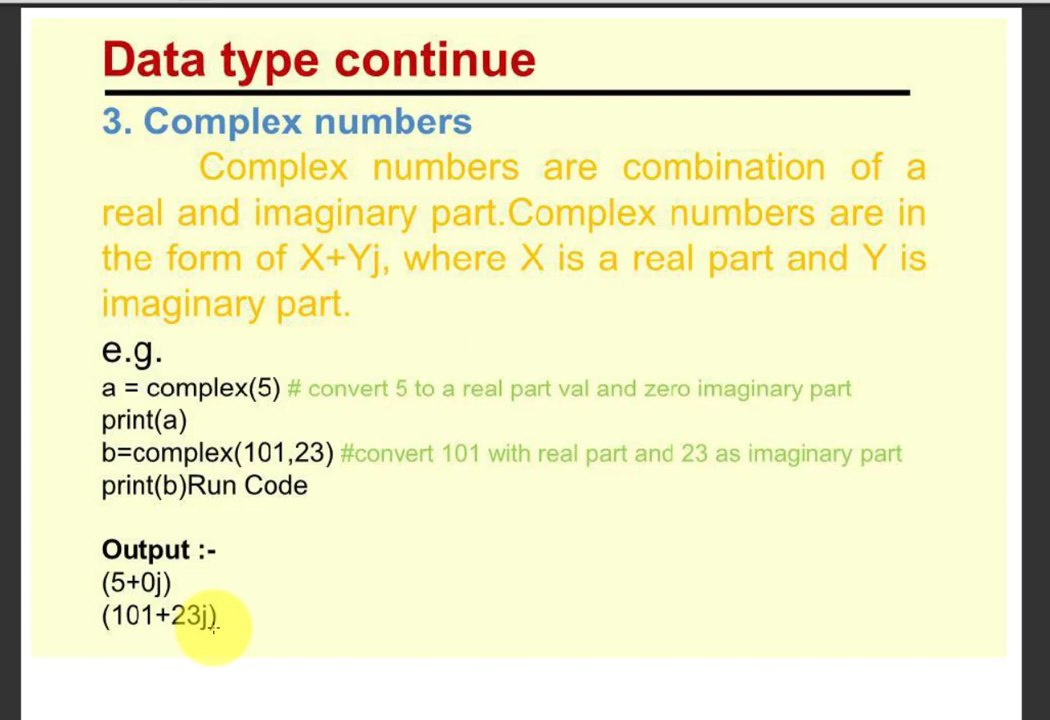 Data type continue
3. Complex numbers
Complex numbers are combination of a
real and imaginary part.Complex numbers are in
the form of X+Yj, where X is a real part and Y is
imaginary part.
e.g.
a = complex(5) # convert 5 to a real part val and zero imaginary part
print(a)
b=complex(101,23) #convert 101 with real part and 23 as imaginary part
print(b)Run Code
Output :-
(5+0j)
(101+23j)